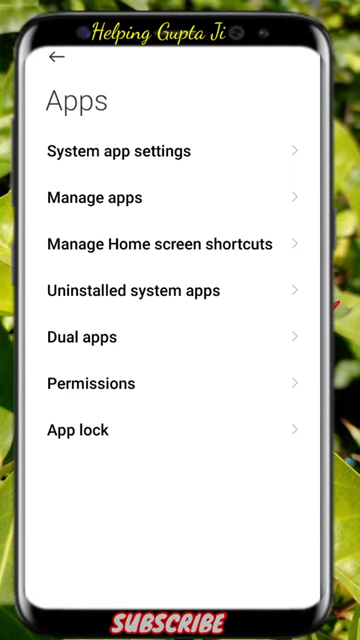 Helping Gupta Ji
Apps
System app settings
Manage apps
Manage Home screen shortcuts
Uninstalled system apps
Dual apps
Permissions
App lock
SUBSCRIBE